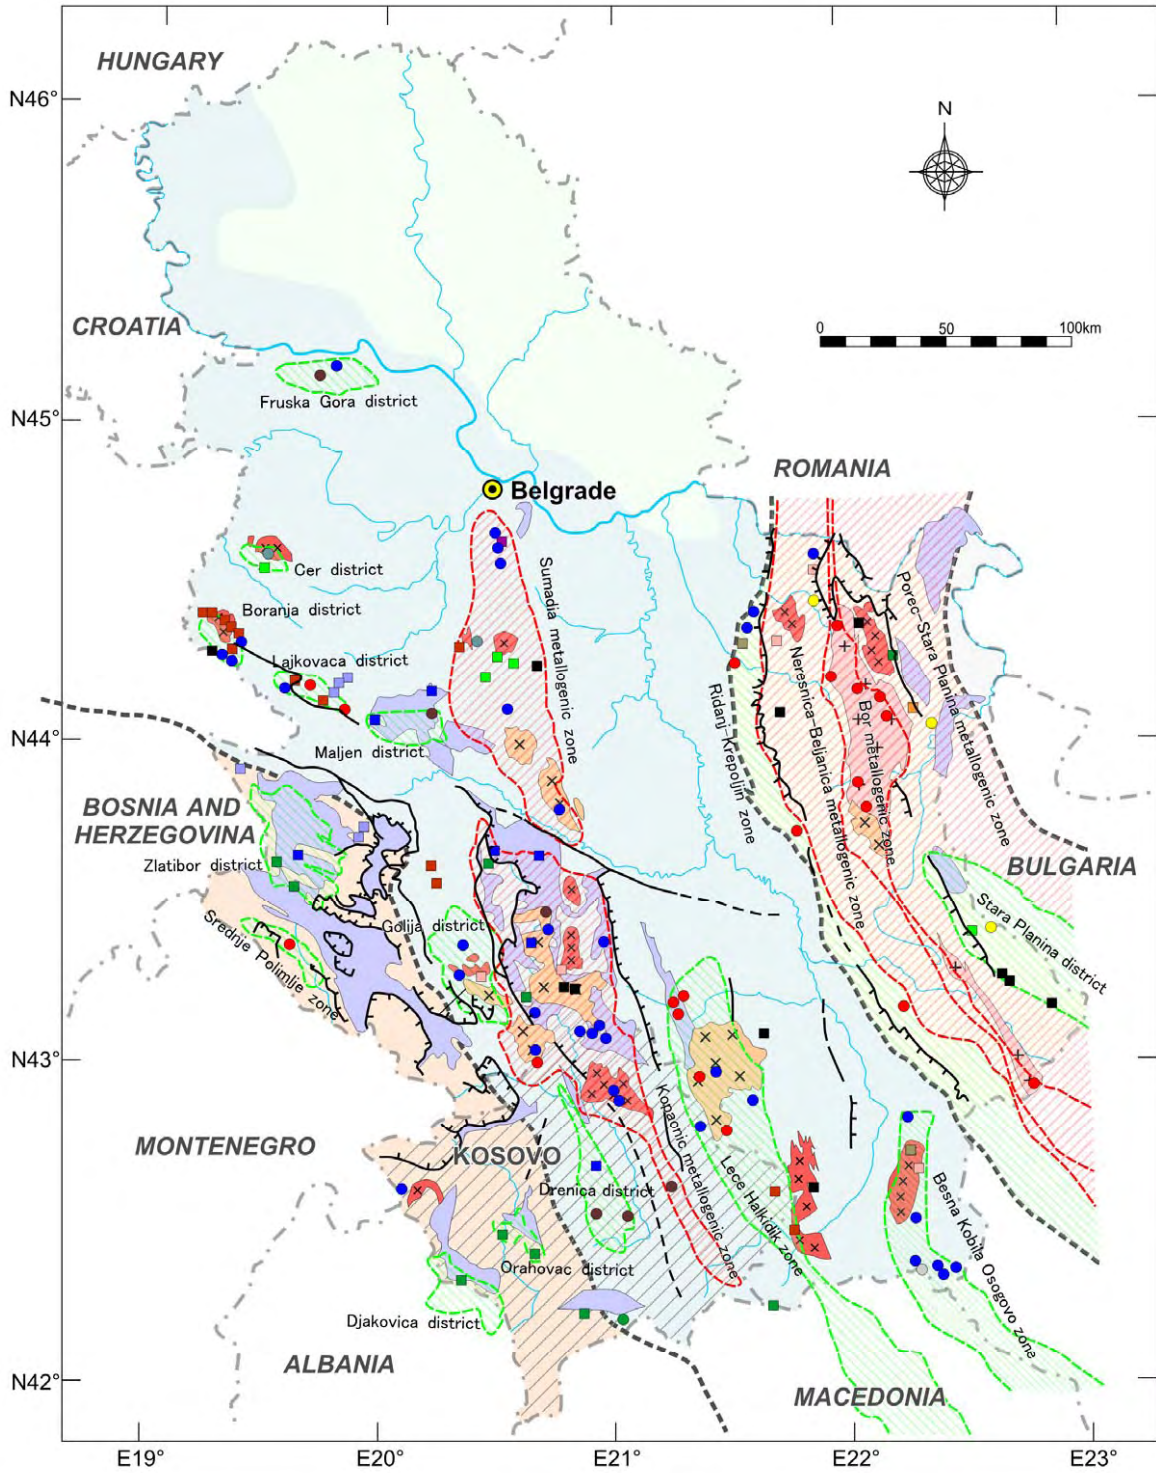 HUNGARY
N46°
N
CROATIA
0 50 100km
Fruska Gora district
N45°
ROMANIA
Belgrade
Cer district
Sumadia metallogenic zone
Porec-Stara Planina metallogenic zone
Boranja district
Lajkovaca district
Neresnica-Beljanica metallogenic zone
Ridanj-Krepoljin zone
Bor metallogenic zone
N44°
Maljen district
BOSNIA AND
HERZEGOVINA
Zlatibor district
BULGARIA
Stara Planina district
Golija district
Srednje Polimlje zone
N43°
Kopaonic metallogenic zone
MONTENEGRO
KOSOVO
Drenica district
Lece Halkidik zone
Besna Kobila Osogovo zone
Orahovac district
Djakovica district
ALBANIA
N42°
MACEDONIA
E19° E20° E21° E22° E23°